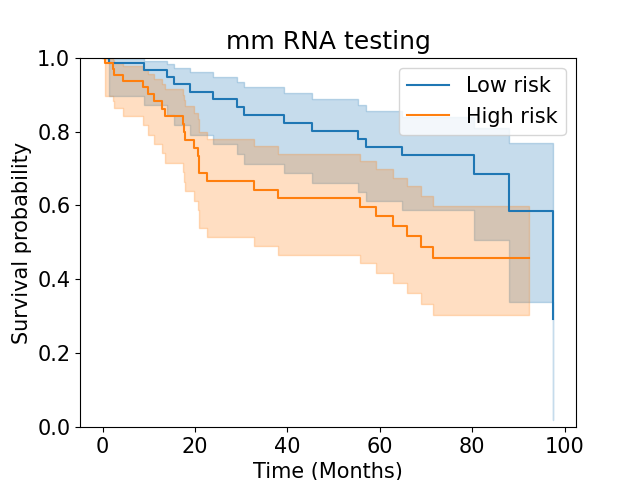 mm RNA testing
Low risk
High risk
Survival probability
1.0
0.8
0.6
0.4
0.2
0.0
0 20 40 60 80 100
Time (Months)